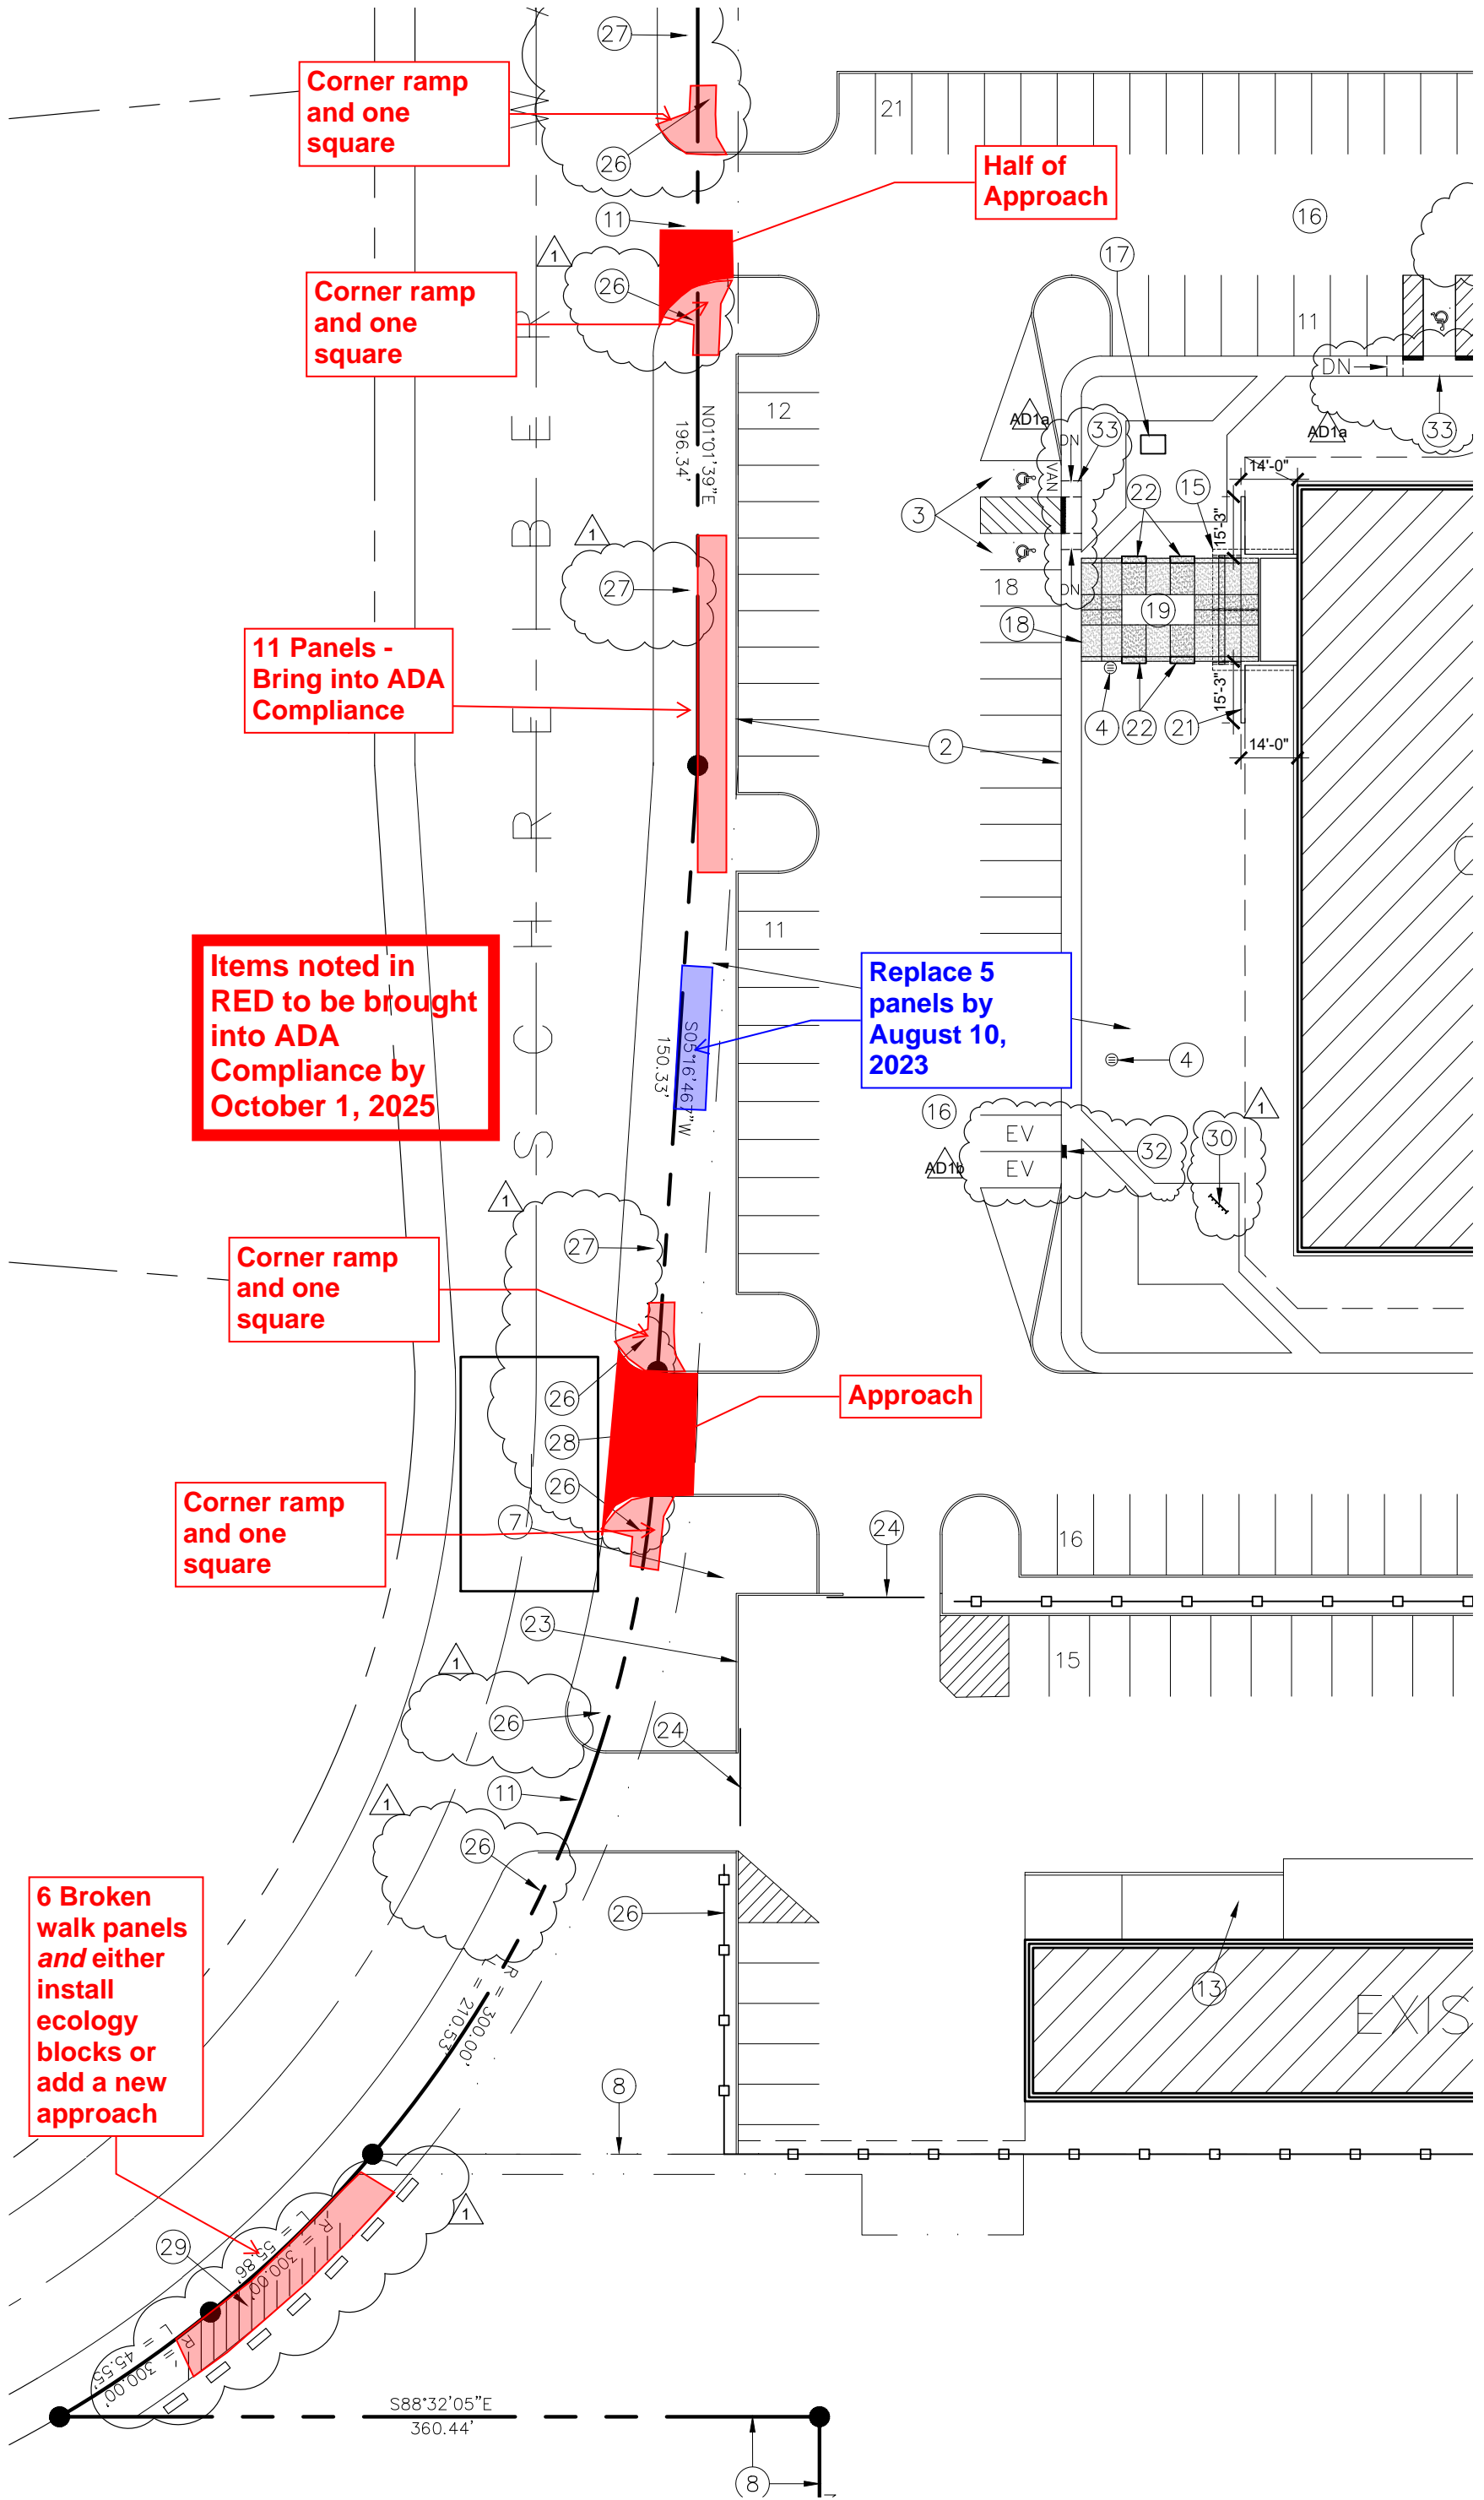 27
Corner ramp
and one
square
21
26
Half of
Approach
16
11
17
1
Corner ramp
and one
square
26
11
DN
12
AD1a
33
AD1a
33
DN
N01°01'39"E
196.34'
VAN
14'-0"
3
22
15
15'-3"
1
27
18
DN
19
18
11 Panels -
Bring into ADA
Compliance
15'-3"
4
22
21
2
14'-0"
SCHREIBER
11
Items noted in
RED to be brought
into ADA
Compliance by
October 1, 2025
Replace 5
panels by
August 10,
2023
S05°16'46"W
150.33'
4
16
1
EV
EV
AD1b
32
30
1
27
Corner ramp
and one
square
26
Approach
28
26
Corner ramp
and one
square
7
24
16
23
15
1
26
24
11
1
26
6 Broken
walk panels
and either
install
ecology
blocks or
add a new
approach
26
13
EXIS
R = 300.00'
L = 210.53'
8
1
29
R = 300.00'
L = 55.86'
R = 300.00'
L = 45.55'
S88°32'05"E
360.44'
8